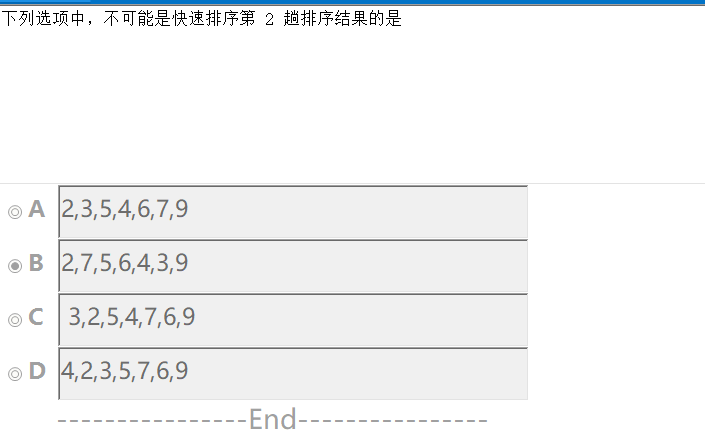 下列选项中，不可能是快速排序第 2 趟排序结果的是
A 2,3,5,4,6,7,9
B 2,7,5,6,4,3,9
C 3,2,5,4,7,6,9
D 4,2,3,5,7,6,9
----------------End----------------